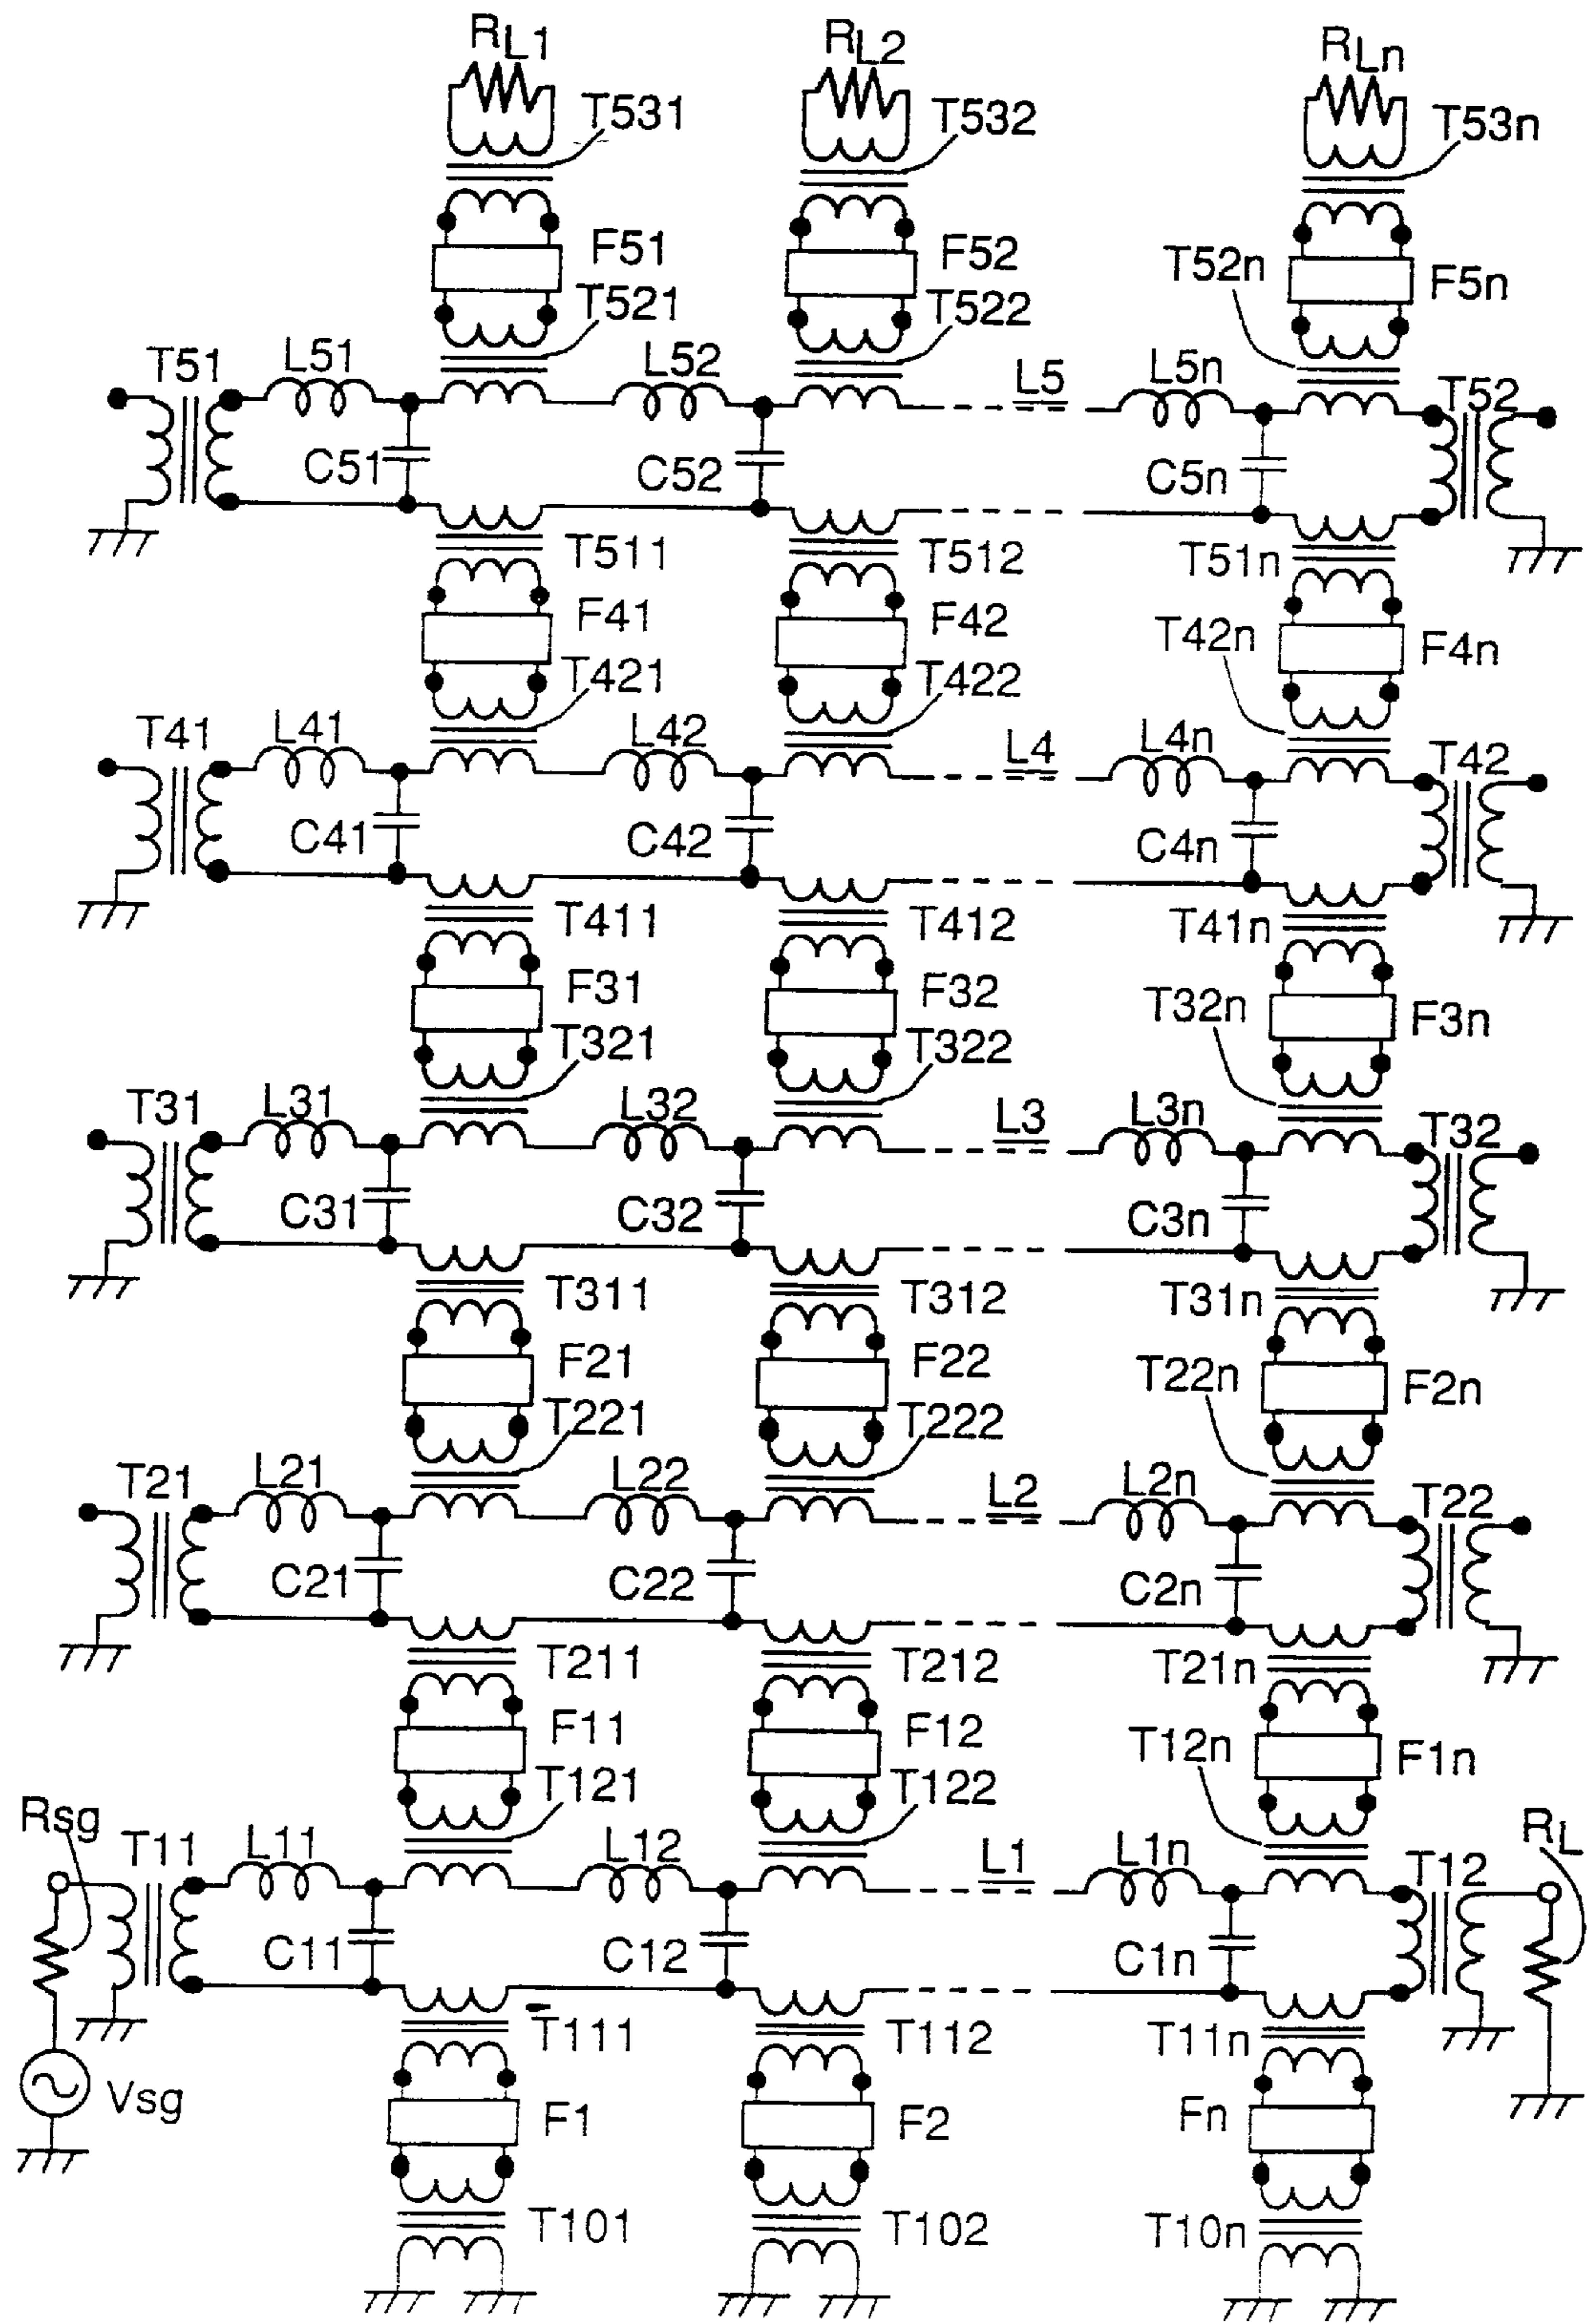 RL1 RL2 RLn
T531 T532 T53n
F51 F52 T52n F5n
T521 T522
T51 L51 L52 L5 L5n T52
C51 C52 C5n
T511 T512 T51n
F41 F42 T42n F4n
T421 T422
T41 L41 L42 L4 L4n T42
C41 C42 C4n
T411 T412 T41n
F31 F32 T32n F3n
T321 T322
T31 L31 L32 L3 L3n T32
C31 C32 C3n
T311 T312 T31n
F21 F22 T22n F2n
T221 T222
T21 L21 L22 L2 L2n T22
C21 C22 C2n
T211 T212 T21n
F11 F12 T12n F1n
T121 T122
Rsg T11 L11 L12 L1 L1n T12 RL
C11 C12 C1n
T111 T112 T11n
Vsg F1 F2 Fn
T101 T102 T10n